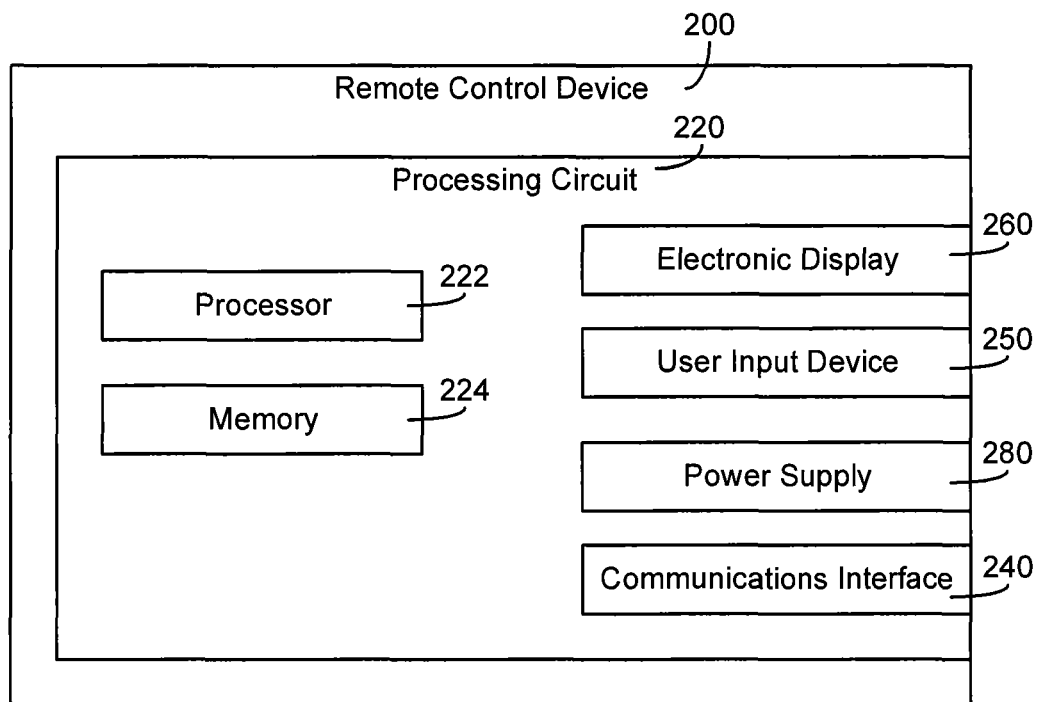 200
Remote Control Device
220
Processing Circuit
260
Electronic Display
222
Processor
250
User Input Device
224
Memory
280
Power Supply
240
Communications Interface